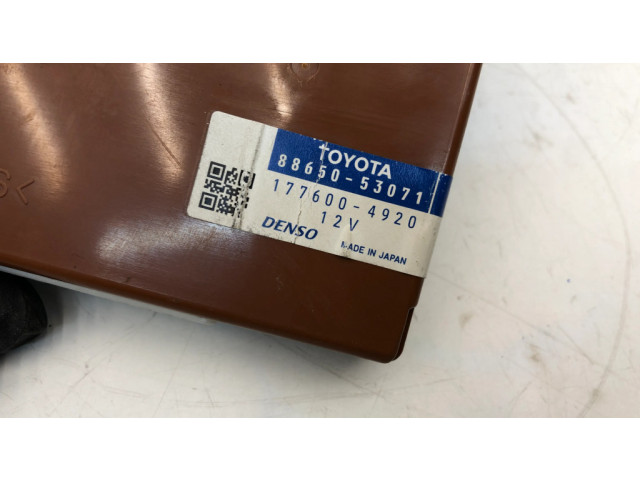 TOYOTA
88650-53071
177600-4920
12V
DENSO
MADE IN JAPAN